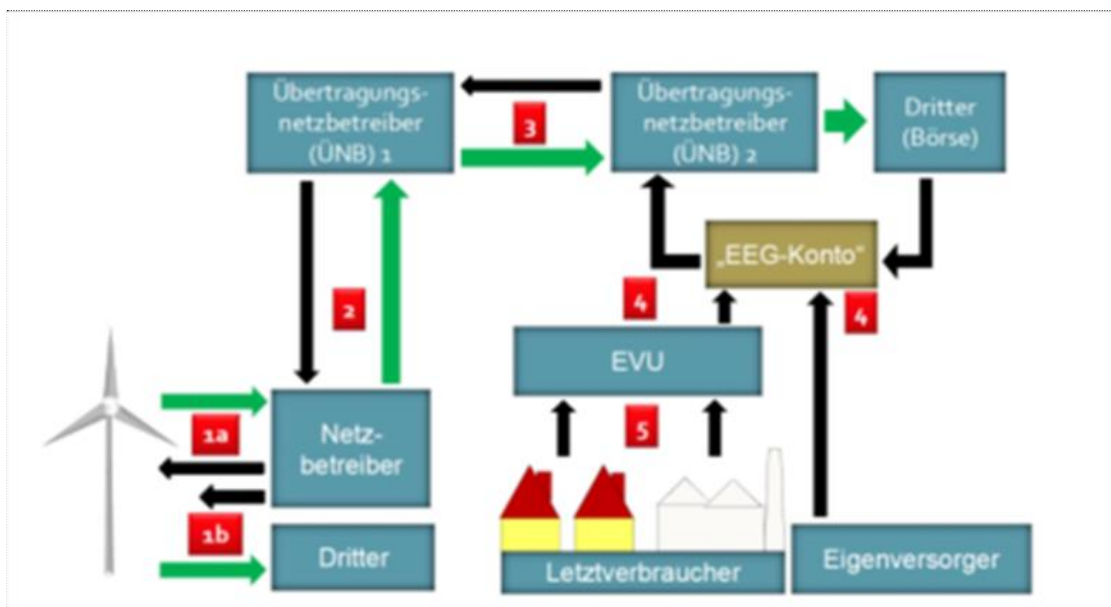 Übertragungs-
netzbetreiber
(ÜNB) 1
3
Übertragungs-
netzbetreiber
(ÜNB) 2
Dritter
(Börse)
„EEG-Konto“
2
4
4
EVU
1a
Netz-
betreiber
5
1b
Dritter
Letztverbraucher
Eigenversorger